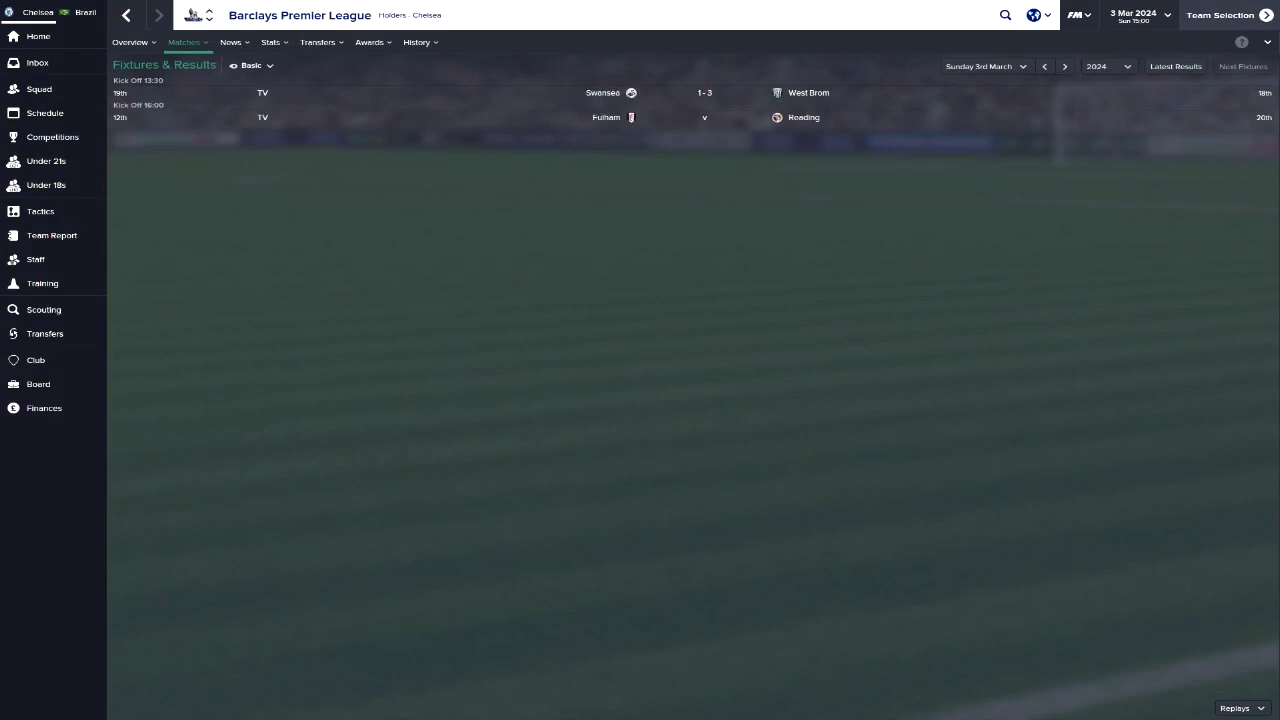 Chelsea Brazil
Barclays Premier League Holders - Chelsea
FM 3 Mar 2024 Sun 15:00 Team Selection
Overview Matches News Stats Transfers Awards History
Fixtures & Results Basic Sunday 3rd March 2024 Latest Results Next Fixtures
Kick Off 13:30
19th TV Swansea 1 - 3 West Brom 18th
Kick Off 16:00
12th TV Fulham v Reading 20th
Home
Inbox
Squad
Schedule
Competitions
Under 21s
Under 18s
Tactics
Team Report
Staff
Training
Scouting
Transfers
Club
Board
Finances
Replays